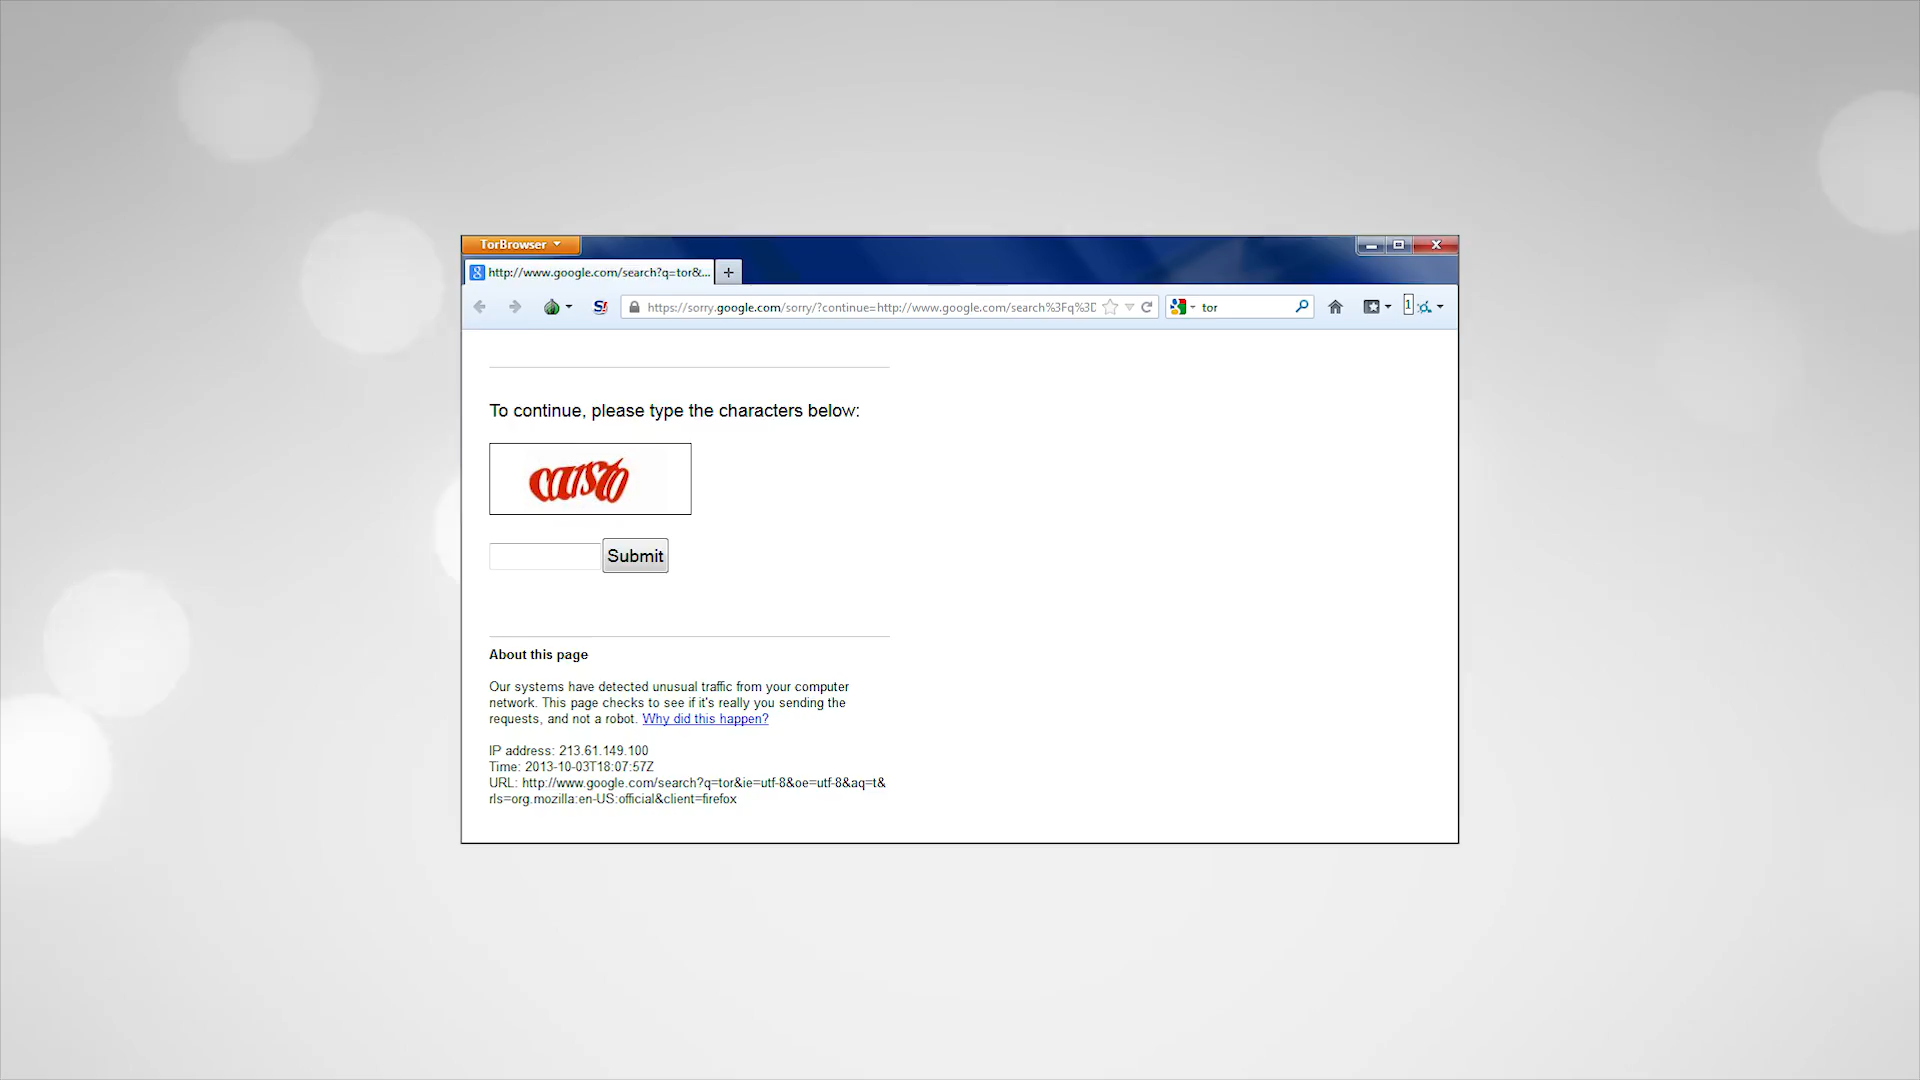 TorBrowser
http://www.google.com/search?q=tor&...
https://sorry.google.com/sorry/?continue=http://www.google.com/search%3Fq%3D
tor
1
To continue, please type the characters below:
Submit
About this page
Our systems have detected unusual traffic from your computer
network. This page checks to see if it's really you sending the
requests, and not a robot. Why did this happen?
IP address: 213.61.149.100
Time: 2013-10-03T18:07:57Z
URL: http://www.google.com/search?q=tor&ie=utf-8&oe=utf-8&aq=t&
rls=org.mozilla:en-US:official&client=firefox